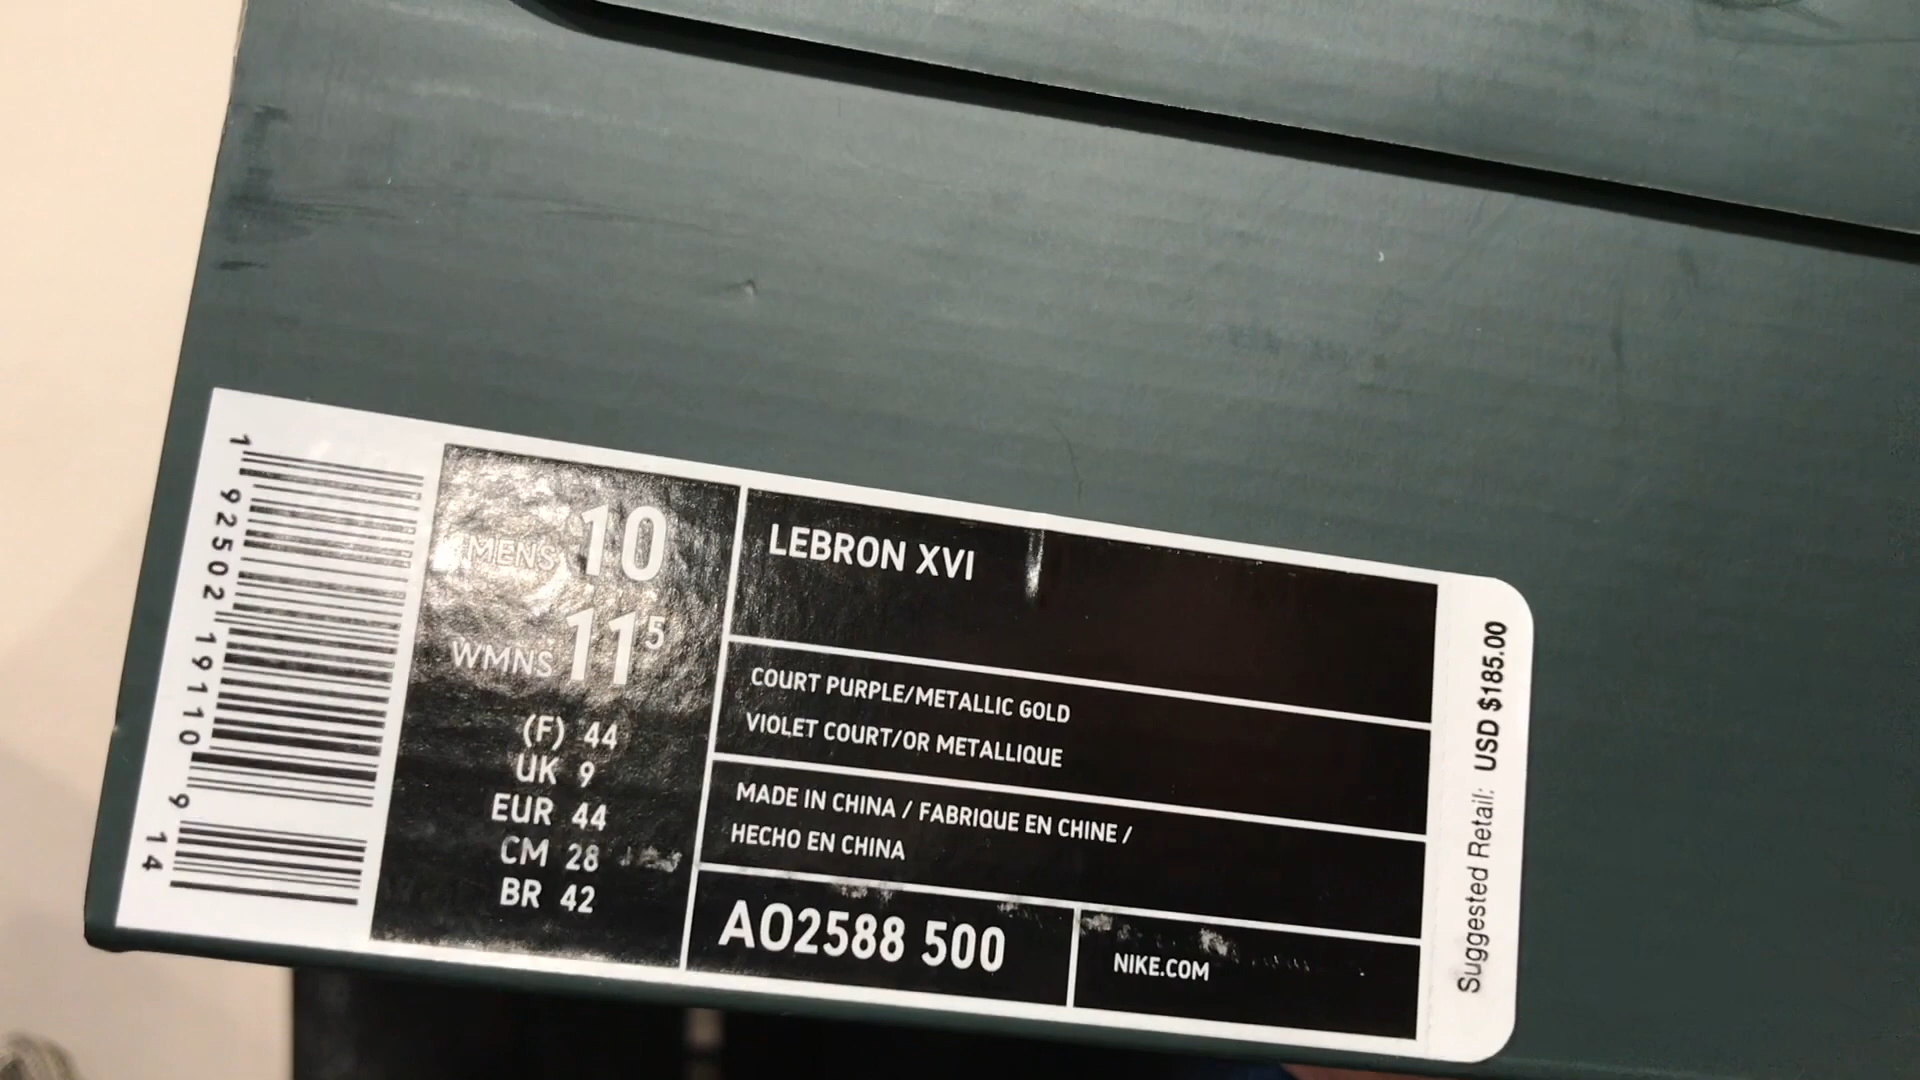 1 92502 19110 9 14
MENS 10
WMNS 11 5
(F) 44
UK 9
EUR 44
CM 28
BR 42
LEBRON XVI
COURT PURPLE/METALLIC GOLD
VIOLET COURT/OR METALLIQUE
MADE IN CHINA / FABRIQUE EN CHINE /
HECHO EN CHINA
AO2588 500
NIKE.COM
Suggested Retail: USD $185.00